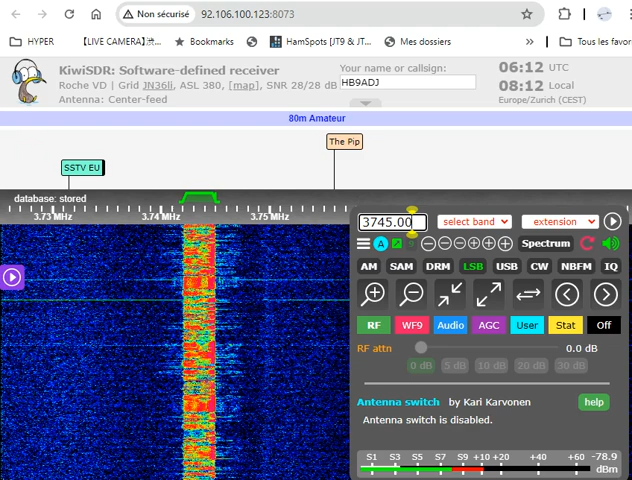 Non sécurisé
92.106.100.123:8073
HYPER
Bookmarks
HamSpots [JT9 & JT...
Mes dossiers
»
Tous les favor
KiwiSDR: Software-defined receiver
Roche VD | Grid JN36li, ASL 380, [map], SNR 28/28 dB
Antenna: Center-feed
Your name or callsign:
HB9ADJ
06:12 UTC
08:12 Local
Europe/Zurich (CEST)
80m Amateur
The Pip
SSTV EU
database: stored
3.73 MHz 3.74 MHz 3.75 MHz
3745.00
select band
extension
A
9
Spectrum
AM SAM DRM LSB USB CW NBFM IQ
RF WF9 Audio AGC User Stat Off
RF attn 0.0 dB
0 dB 5 dB 10 dB 20 dB 30 dB
Antenna switch by Kari Karvonen
help
Antenna switch is disabled.
S1 S3 S5 S7 S9 +10 +20 +40 +60 -78.9
dBm